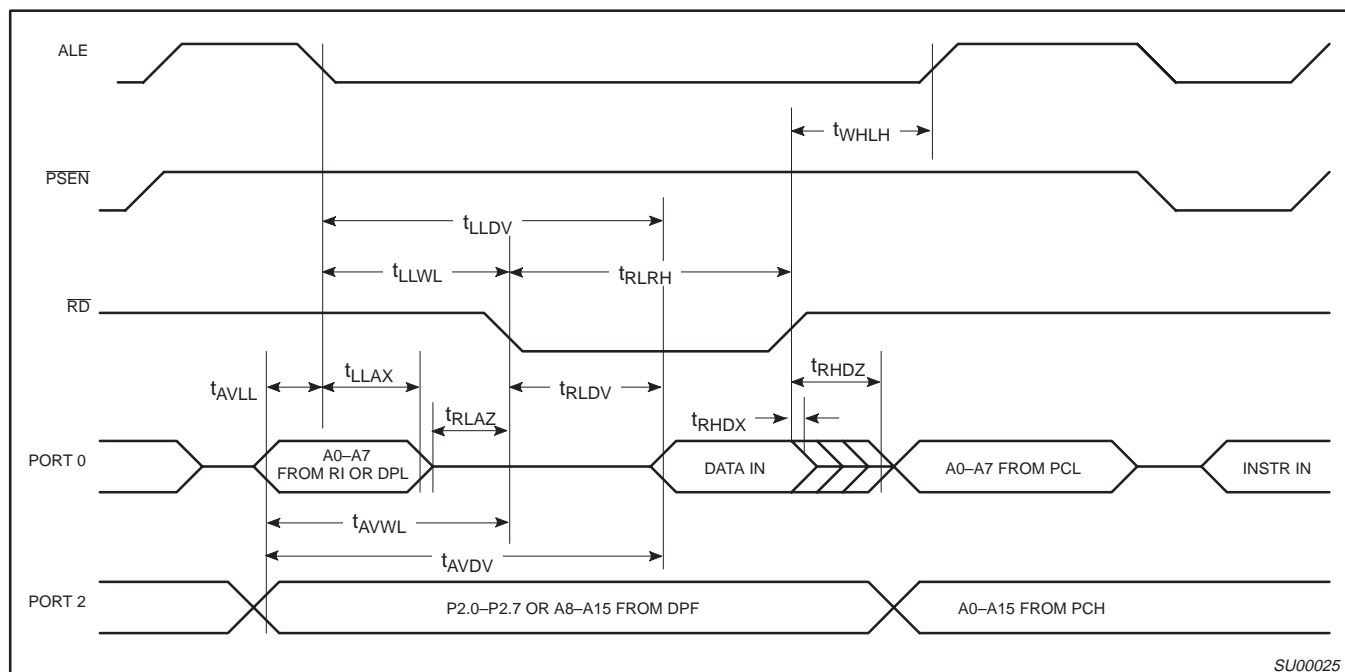 ALE
tWHLH
PSEN
tLLDV
tLLWL
tRLRH
RD
tAVLL
tLLAX
tRLDV
tRHDZ
tRLAZ
tRHDX
PORT 0
A0–A7
FROM RI OR DPL
DATA IN
A0–A7 FROM PCL
INSTR IN
tAVWL
tAVDV
PORT 2
P2.0–P2.7 OR A8–A15 FROM DPF
A0–A15 FROM PCH
SU00025